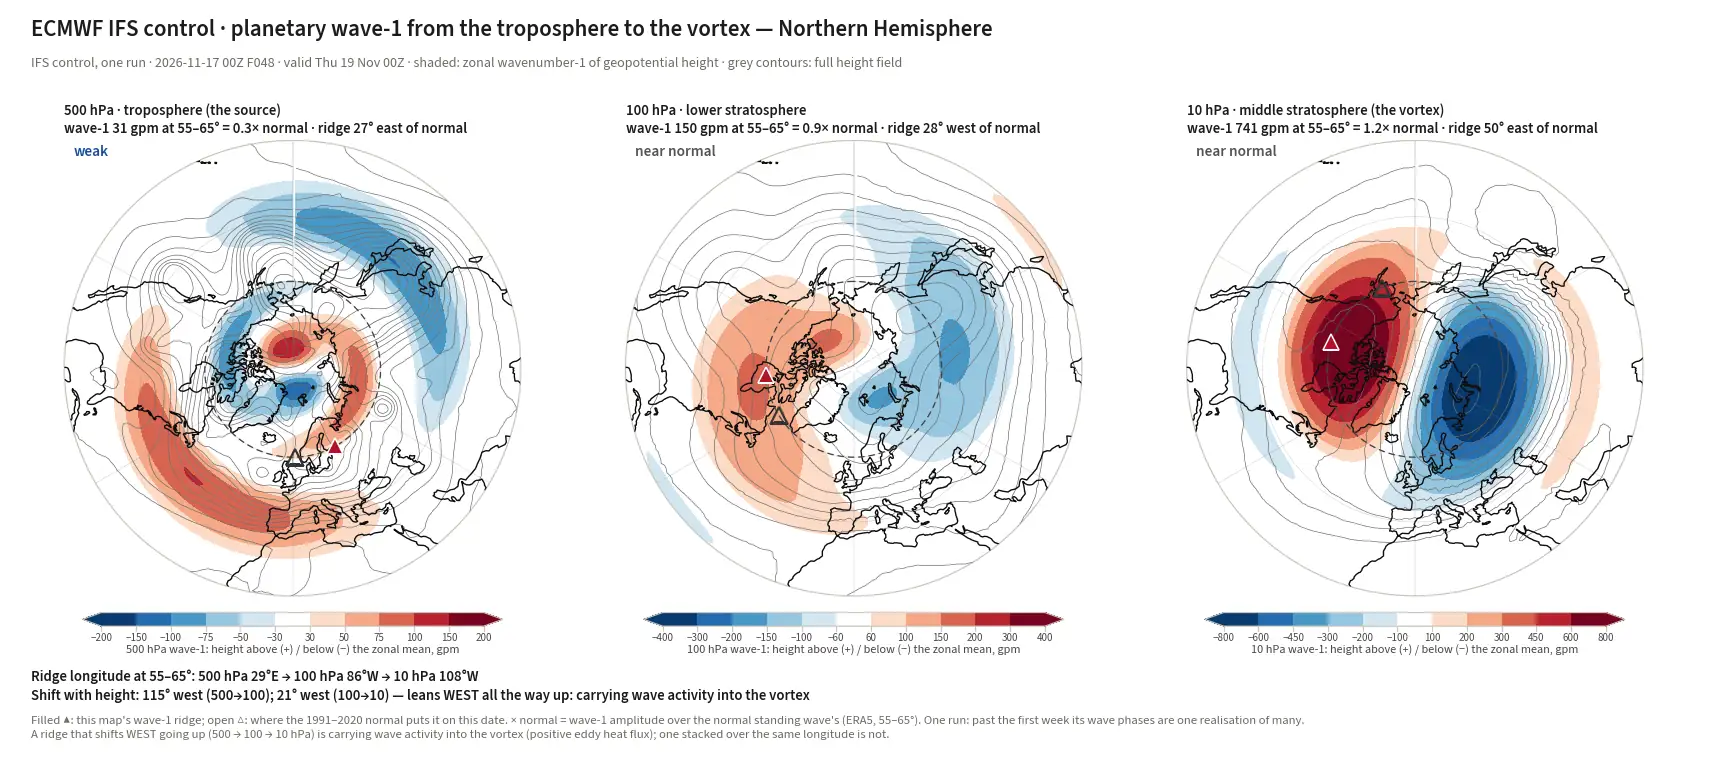 ECMWF IFS control · planetary wave-1 from the troposphere to the vortex — Northern Hemisphere
IFS control, one run · 2026-11-17 00Z F048 · valid Thu 19 Nov 00Z · shaded: zonal wavenumber-1 of geopotential height · grey contours: full height field
500 hPa · troposphere (the source)
wave-1 31 gpm at 55–65° = 0.3× normal · ridge 27° east of normal
weak
100 hPa · lower stratosphere
wave-1 150 gpm at 55–65° = 0.9× normal · ridge 28° west of normal
near normal
10 hPa · middle stratosphere (the vortex)
wave-1 741 gpm at 55–65° = 1.2× normal · ridge 50° east of normal
near normal
−200 −150 −100 −75 −50 −30 30 50 75 100 150 200
500 hPa wave-1: height above (+) / below (−) the zonal mean, gpm
−400 −300 −200 −150 −100 −60 60 100 150 200 300 400
100 hPa wave-1: height above (+) / below (−) the zonal mean, gpm
−800 −600 −450 −300 −200 −100 100 200 300 450 600 800
10 hPa wave-1: height above (+) / below (−) the zonal mean, gpm
Ridge longitude at 55–65°: 500 hPa 29°E → 100 hPa 86°W → 10 hPa 108°W
Shift with height: 115° west (500→100); 21° west (100→10) — leans WEST all the way up: carrying wave activity into the vortex
Filled ▲: this map's wave-1 ridge; open △: where the 1991–2020 normal puts it on this date. × normal = wave-1 amplitude over the normal standing wave's (ERA5, 55–65°). One run: past the first week its wave phases are one realisation of many.
A ridge that shifts WEST going up (500 → 100 → 10 hPa) is carrying wave activity into the vortex (positive eddy heat flux); one stacked over the same longitude is not.